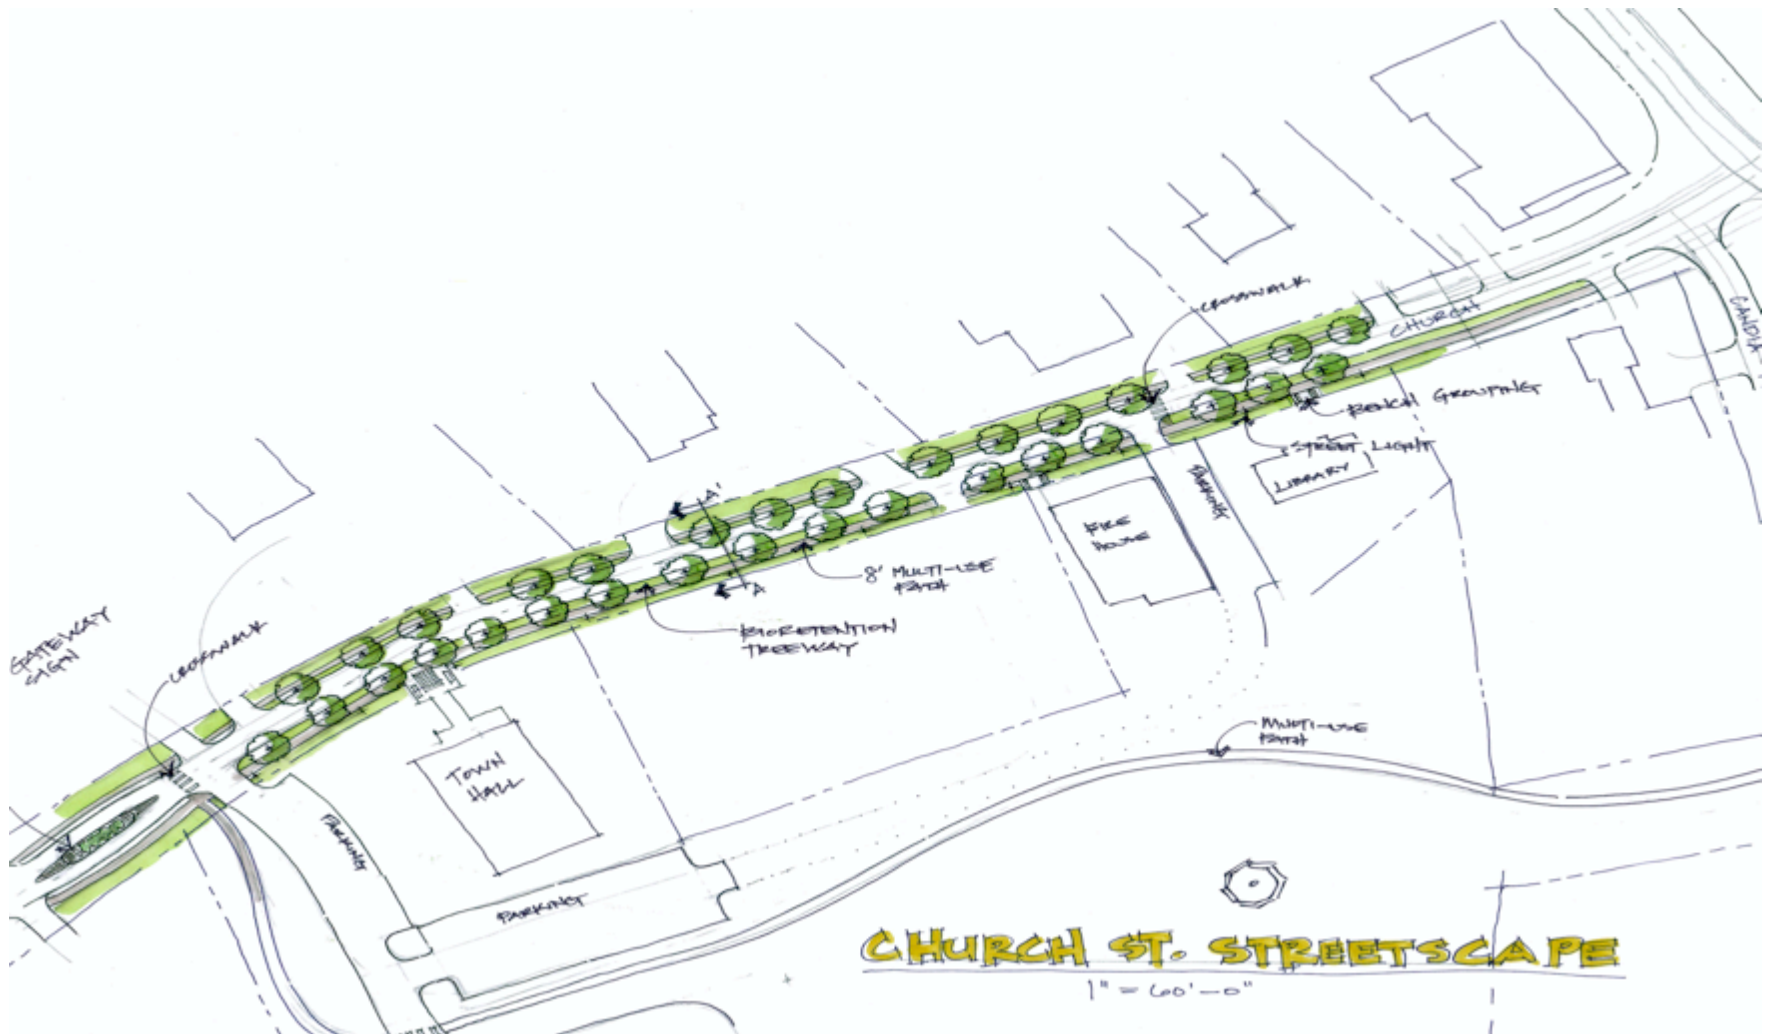 CROSSWALK
CHURCH
CANDIA
BENCH GROUPING
STREET LIGHT
LIBRARY
PARKING
FIRE
HOUSE
A'
A
8' MULTI-USE
PATH
BIORETENTION
TREEWAY
GATEWAY
SIGN
CROSSWALK
TOWN
HALL
PARKING
PARKING
MULTI-USE
PATH
CHURCH ST. STREETSCAPE
1" = 60'-0"